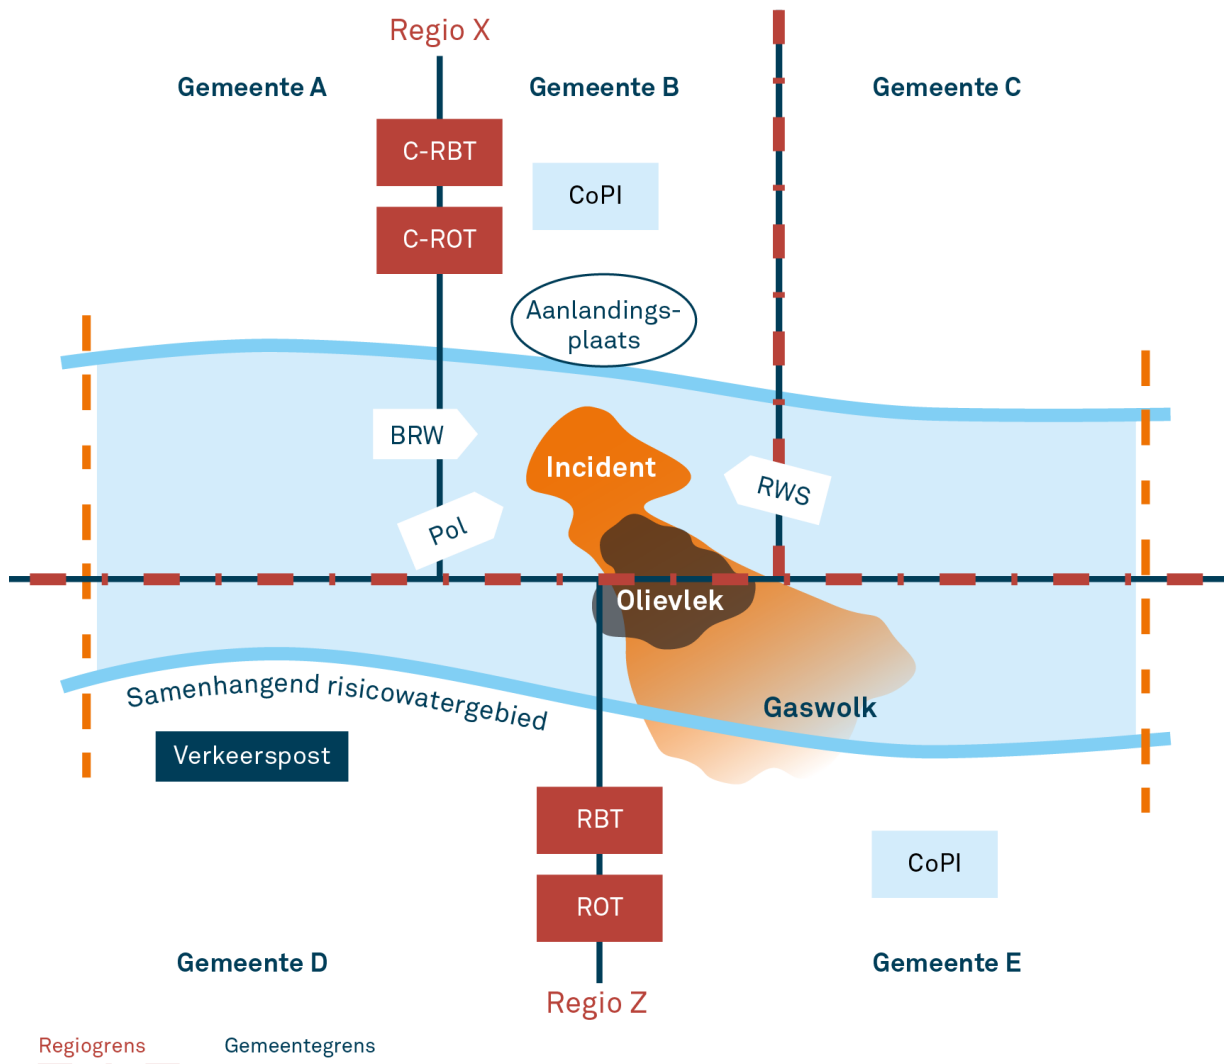 Regio X
Gemeente A
Gemeente B
Gemeente C
C-RBT
CoPI
C-ROT
Aanlandings-
plaats
BRW
Incident
RWS
Pol
Olievlek
Samenhangend risicowatergebied
Gaswolk
Verkeerspost
RBT
CoPI
ROT
Gemeente D
Gemeente E
Regio Z
Regiogrens
Gemeentegrens